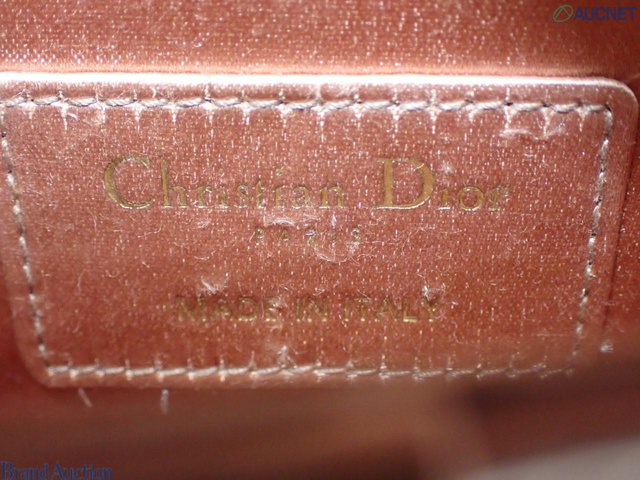 AUCNET
Christian Dior
PARIS
MADE IN ITALY
Brand Auction